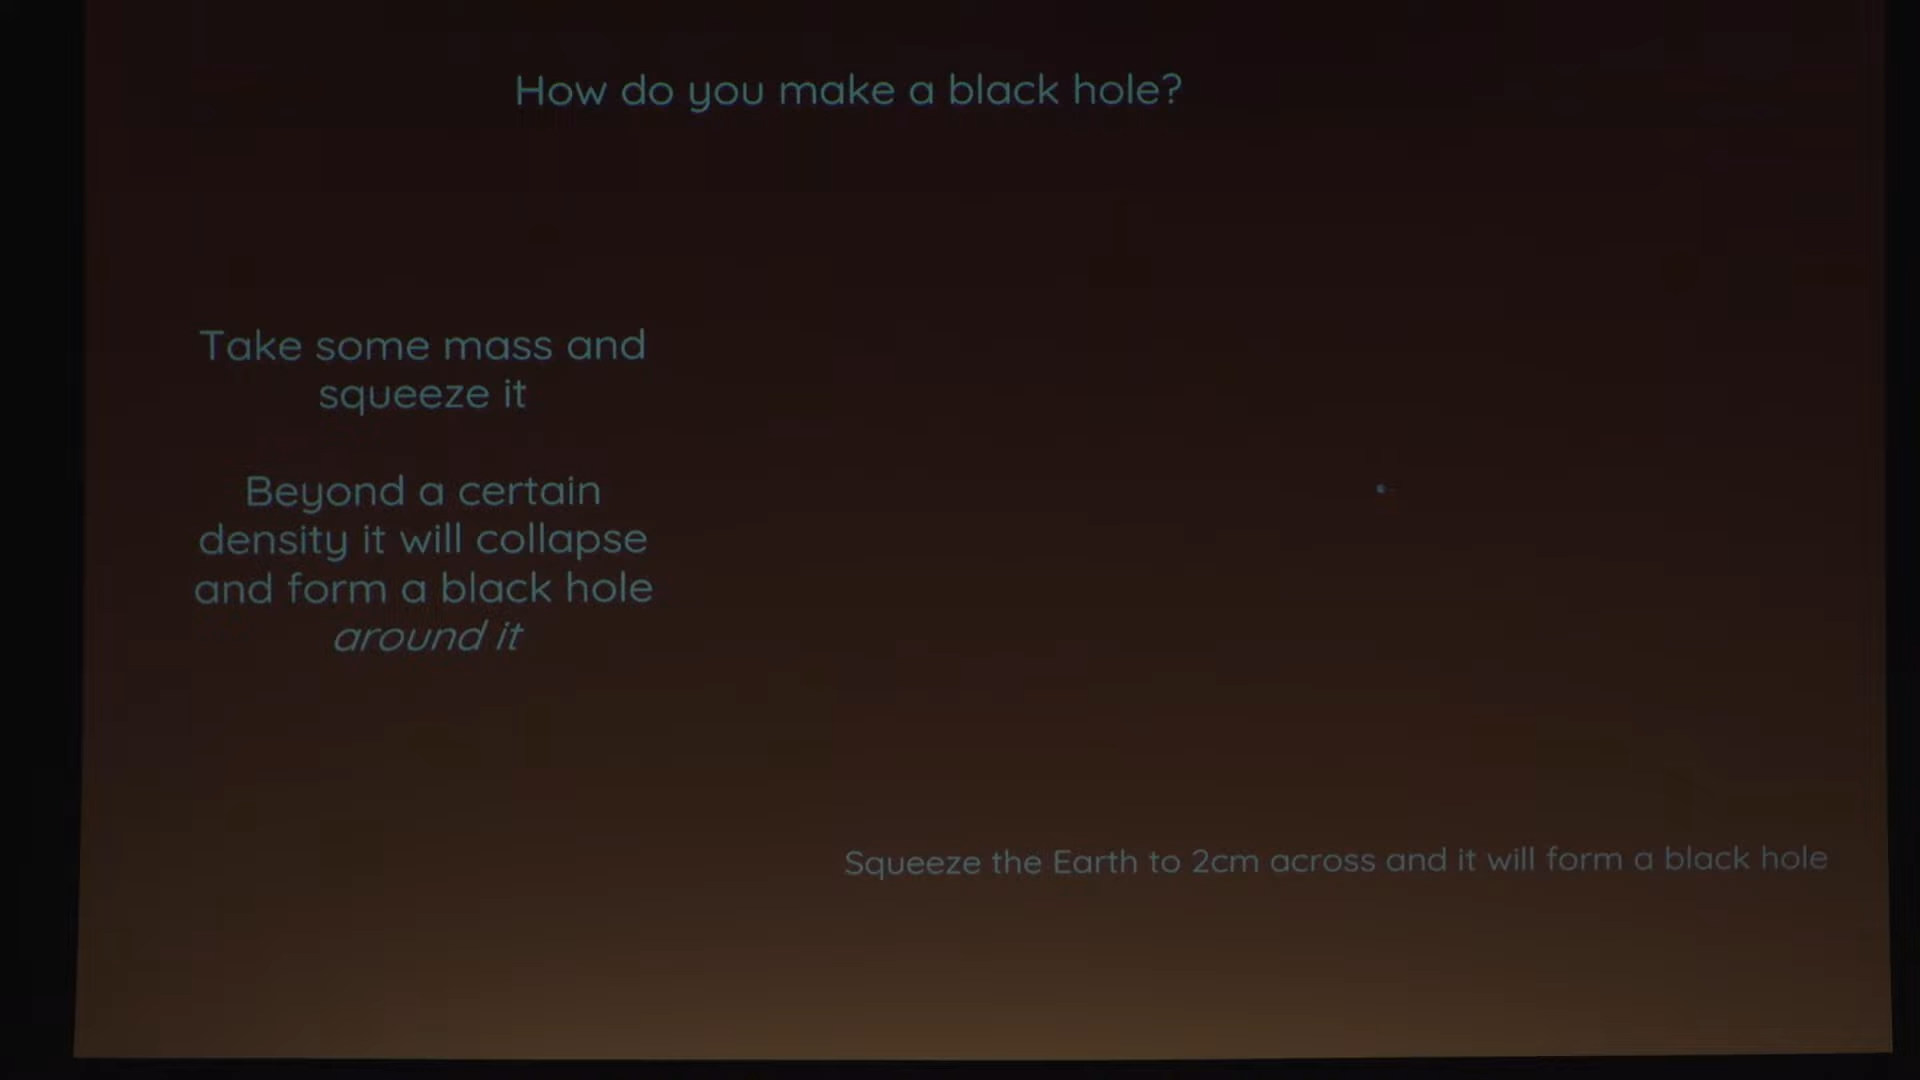 How do you make a black hole?
Take some mass and
squeeze it
Beyond a certain
density it will collapse
and form a black hole
around it
Squeeze the Earth to 2cm across and it will form a black hole